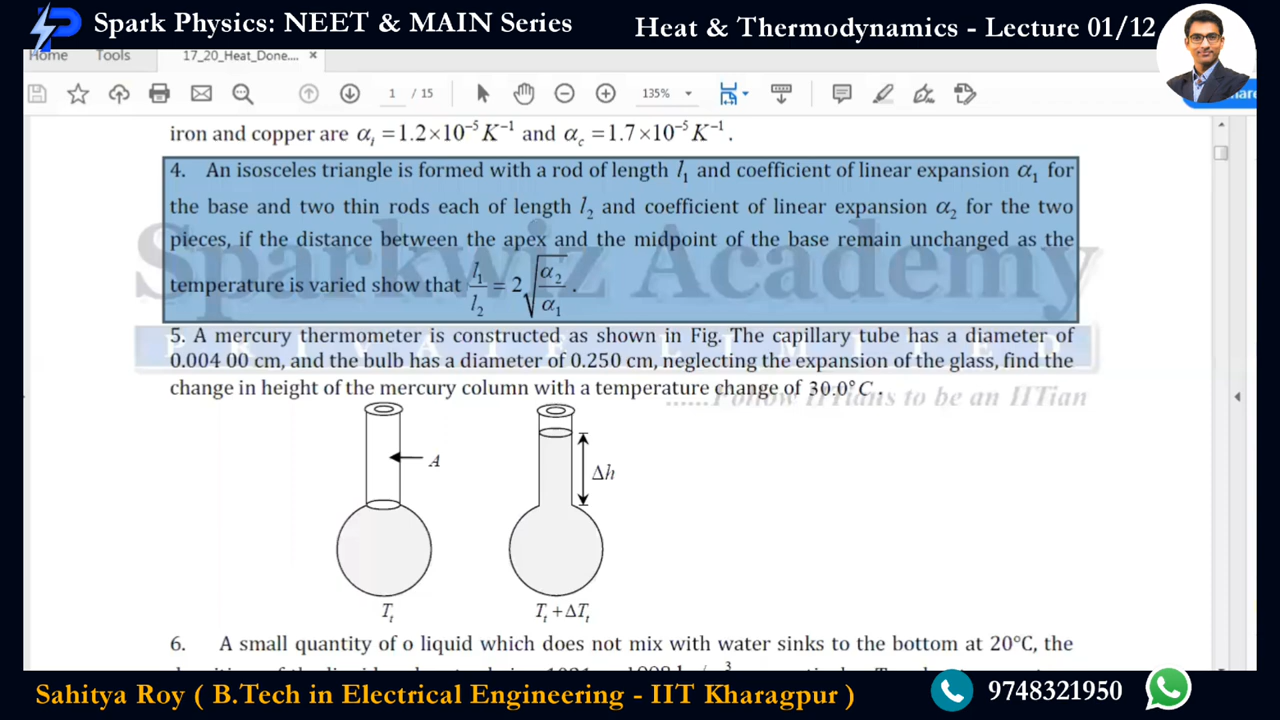 Spark Physics: NEET & MAIN Series
Heat & Thermodynamics - Lecture 01/12
Home Tools 17_20_Heat_Done.... ×
1 / 15 135%
iron and copper are α_i = 1.2×10⁻⁵ K⁻¹ and α_c = 1.7×10⁻⁵ K⁻¹.
4. An isosceles triangle is formed with a rod of length l₁ and coefficient of linear expansion α₁ for
the base and two thin rods each of length l₂ and coefficient of linear expansion α₂ for the two
pieces, if the distance between the apex and the midpoint of the base remain unchanged as the
temperature is varied show that l₁/l₂ = 2√(α₂/α₁).
Sparkwiz Academy
5. A mercury thermometer is constructed as shown in Fig. The capillary tube has a diameter of
PRIVATE LIMITED
0.004 00 cm, and the bulb has a diameter of 0.250 cm, neglecting the expansion of the glass, find the
change in height of the mercury column with a temperature change of 30.0°C.
......Follow IITians to be an IITian
A
Δh
T_t
T_t + ΔT_t
6. A small quantity of o liquid which does not mix with water sinks to the bottom at 20°C, the
Sahitya Roy ( B.Tech in Electrical Engineering - IIT Kharagpur )
9748321950